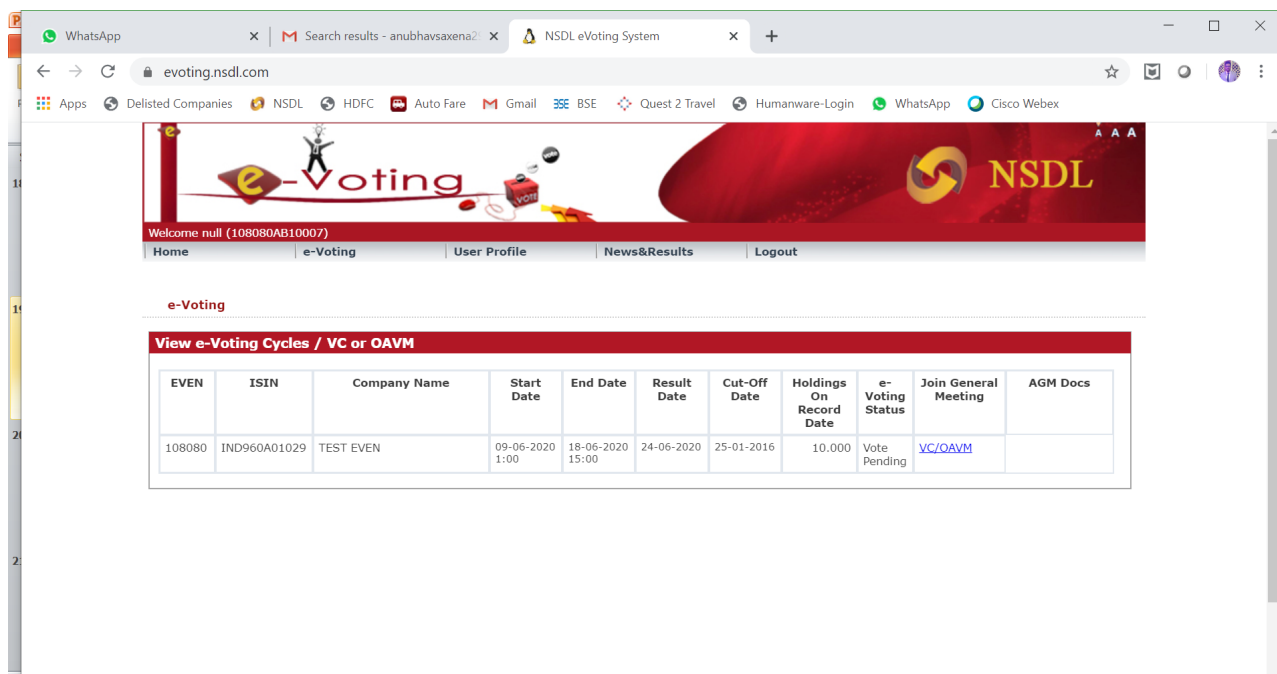 WhatsApp
Search results - anubhavsaxena2
NSDL eVoting System
evoting.nsdl.com
Apps Delisted Companies NSDL HDFC Auto Fare Gmail BSE BSE Quest 2 Travel Humanware-Login WhatsApp Cisco Webex
A A A
e-Voting
VOTE
NSDL
Welcome null (108080AB10007)
Home e-Voting User Profile News&Results Logout
e-Voting
View e-Voting Cycles / VC or OAVM
EVEN ISIN Company Name Start Date End Date Result Date Cut-Off Date Holdings On Record Date e-Voting Status Join General Meeting AGM Docs
108080 IND960A01029 TEST EVEN 09-06-2020 1:00 18-06-2020 15:00 24-06-2020 25-01-2016 10.000 Vote Pending VC/OAVM